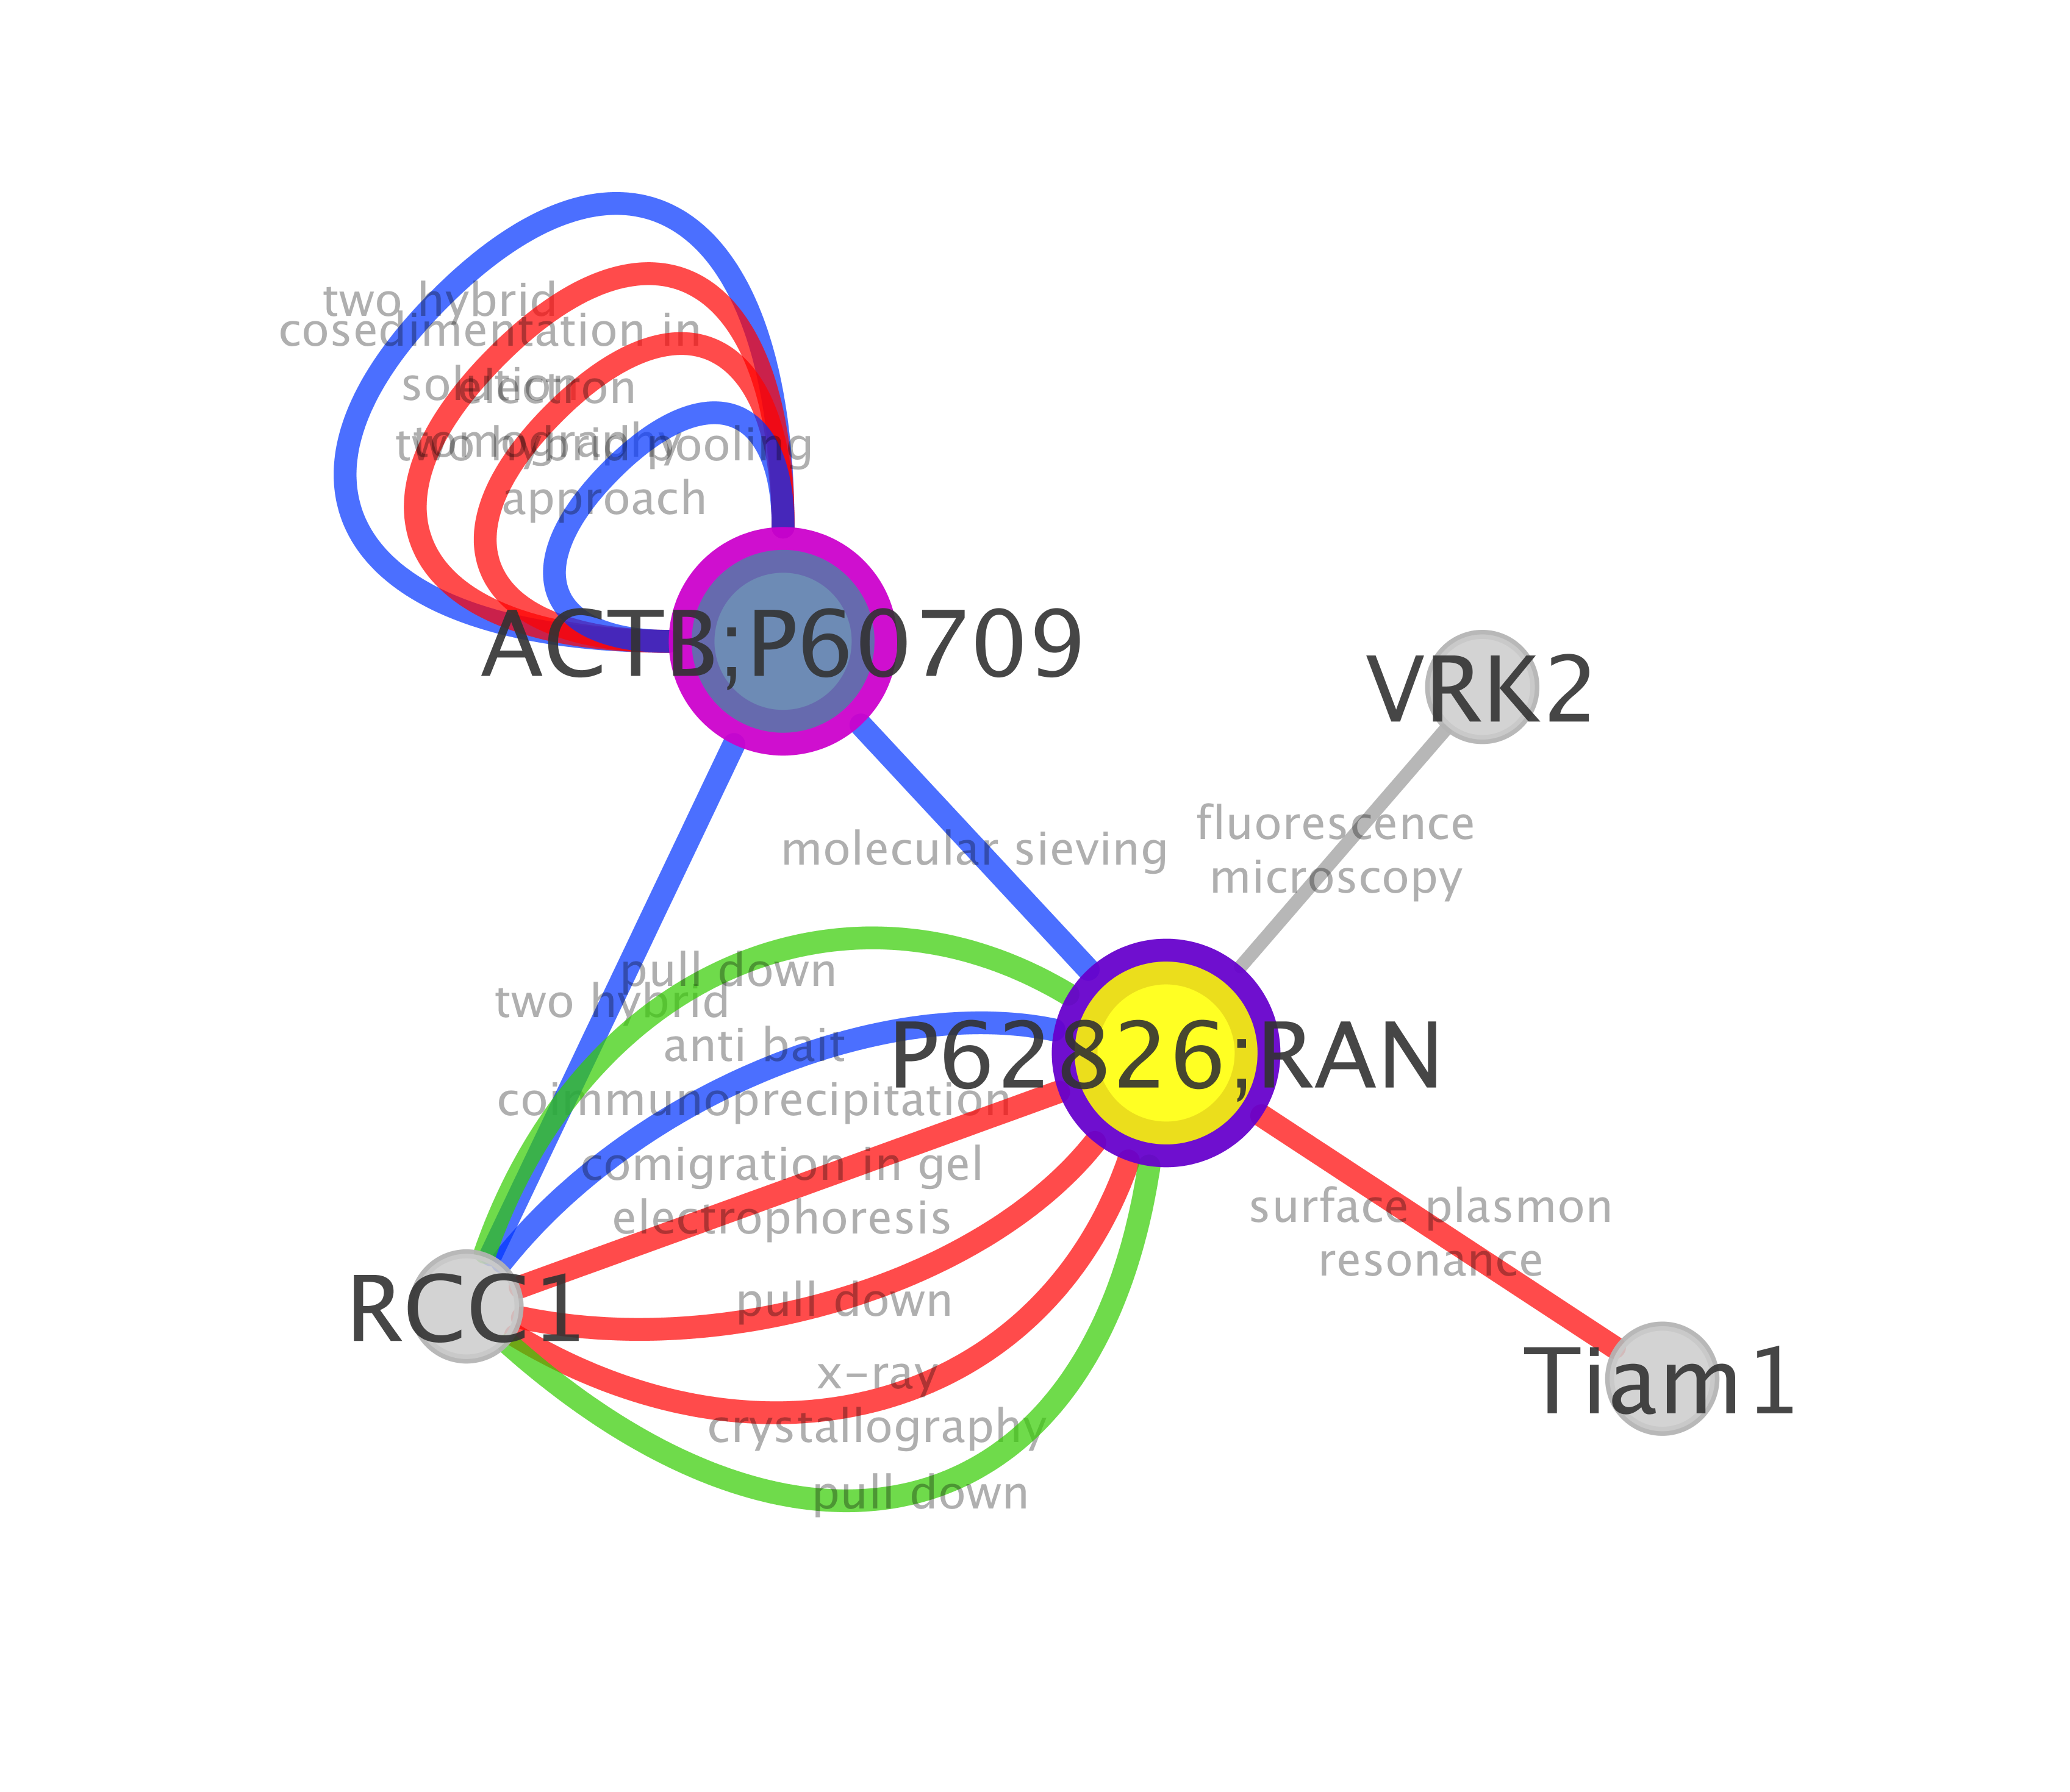 two hybrid
cosedimentation in
solution
electron
tomography
two hybrid pooling
approach
ACTB;P60709
VRK2
fluorescence
microscopy
molecular sieving
pull down
two hybrid
anti bait
coimmunoprecipitation
P62826;RAN
comigration in gel
electrophoresis
surface plasmon
resonance
RCC1
pull down
Tiam1
x-ray
crystallography
pull down